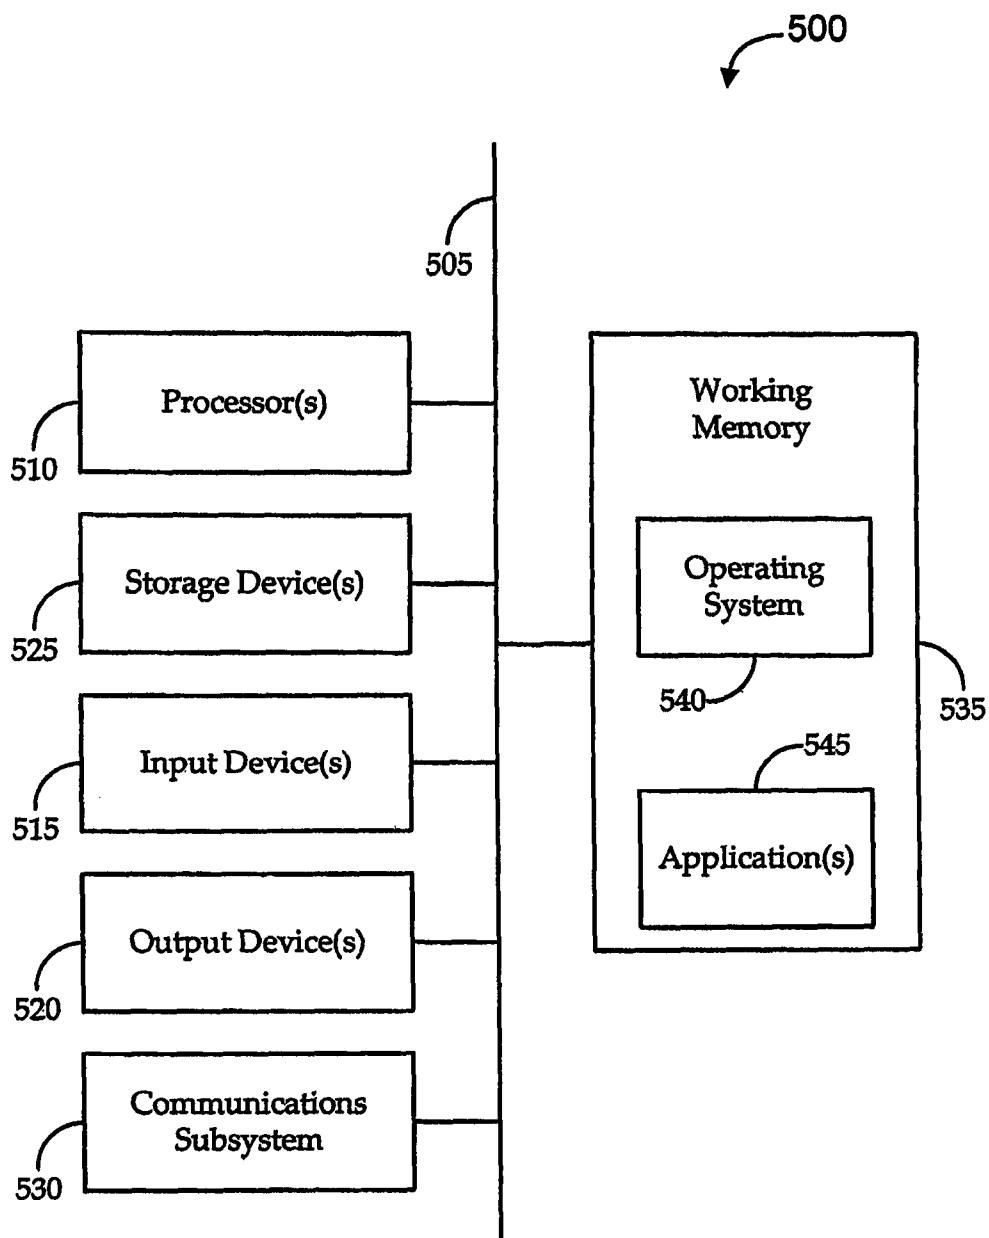 500
505
Processor(s)
510
Storage Device(s)
525
Input Device(s)
515
Output Device(s)
520
Communications
Subsystem
530
Working
Memory
Operating
System
540
535
545
Application(s)